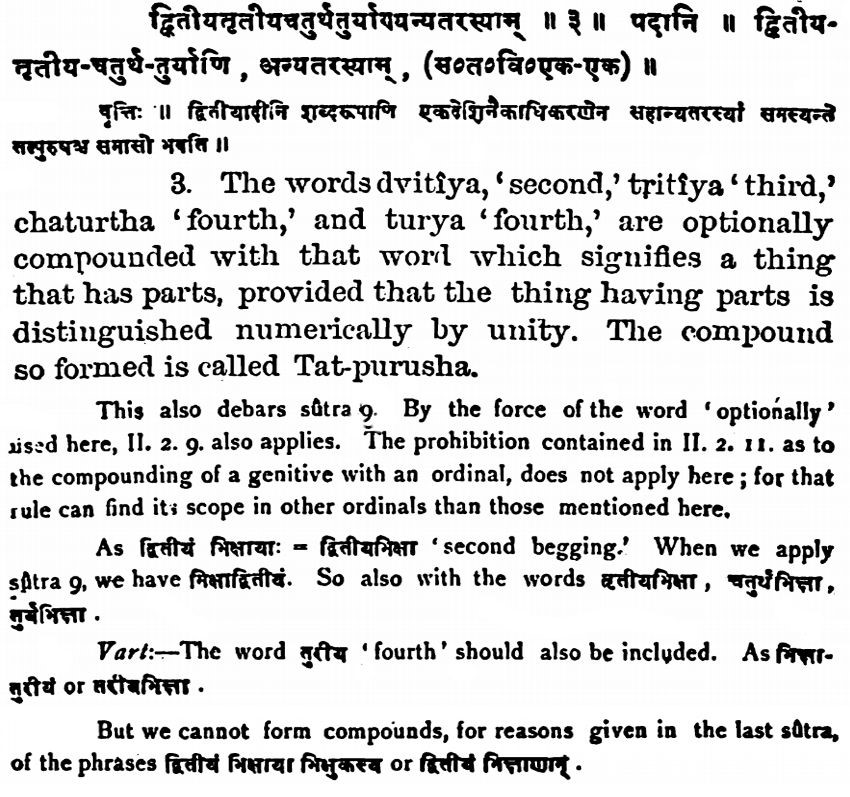 द्वितीयतृतीयचतुर्थतुर्याण्यन्यतरस्याम् ॥ ३ ॥ पदानि ॥ द्वितीय-
तृतीय-चतुर्थ-तुर्याणि , अन्यतरस्याम् , (स०त०वि०एक-एक) ॥
वृत्तिः ॥ द्वितीयादीनि शब्दरूपाणि एकदेशिनैकाधिकरणेन सहान्यतरस्यां समस्यन्ते
तत्पुरुषश्च समासो भवति ॥
3. The words dvitîya, ‘second,’ tṛitîya ‘third,’
chaturtha ‘fourth,’ and turya ‘fourth,’ are optionally
compounded with that word which signifies a thing
that has parts, provided that the thing having parts is
distinguished numerically by unity. The compound
so formed is called Tat-purusha.
This also debars sûtra 9. By the force of the word ‘optionally’
used here, II. 2. 9. also applies. The prohibition contained in II. 2. 11. as to
the compounding of a genitive with an ordinal, does not apply here ; for that
rule can find its scope in other ordinals than those mentioned here.
As द्वितीयं भिक्षायाः = द्वितीयभिक्षा ‘second begging.’ When we apply
sûtra 9, we have भिक्षाद्वितीयं. So also with the words तृतीयभिक्षा , चतुर्थभिक्षा ,
तुर्यभिक्षा .
Vart:—The word तुरीय ‘fourth’ should also be included. As भिक्षा-
तुरीयं or तरीयभिक्षा .
But we cannot form compounds, for reasons given in the last sûtra,
of the phrases द्वितीयं भिक्षाया भिक्षुकस्य or द्वितीयं भिक्षाणाम् .